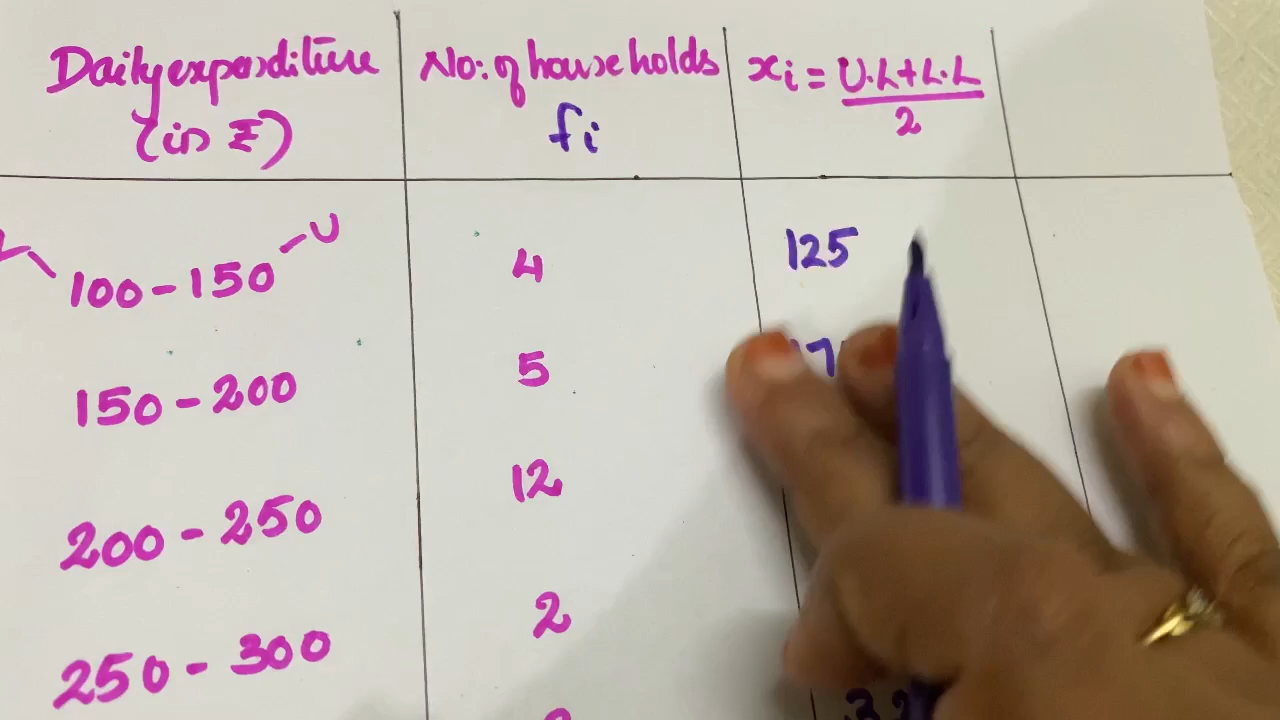 Daily expenditure
(in ₹)
No: of households
fi
xi = U.L+L.L
2
U
100-150
4
125
150-200
5
200-250
12
250-300
2